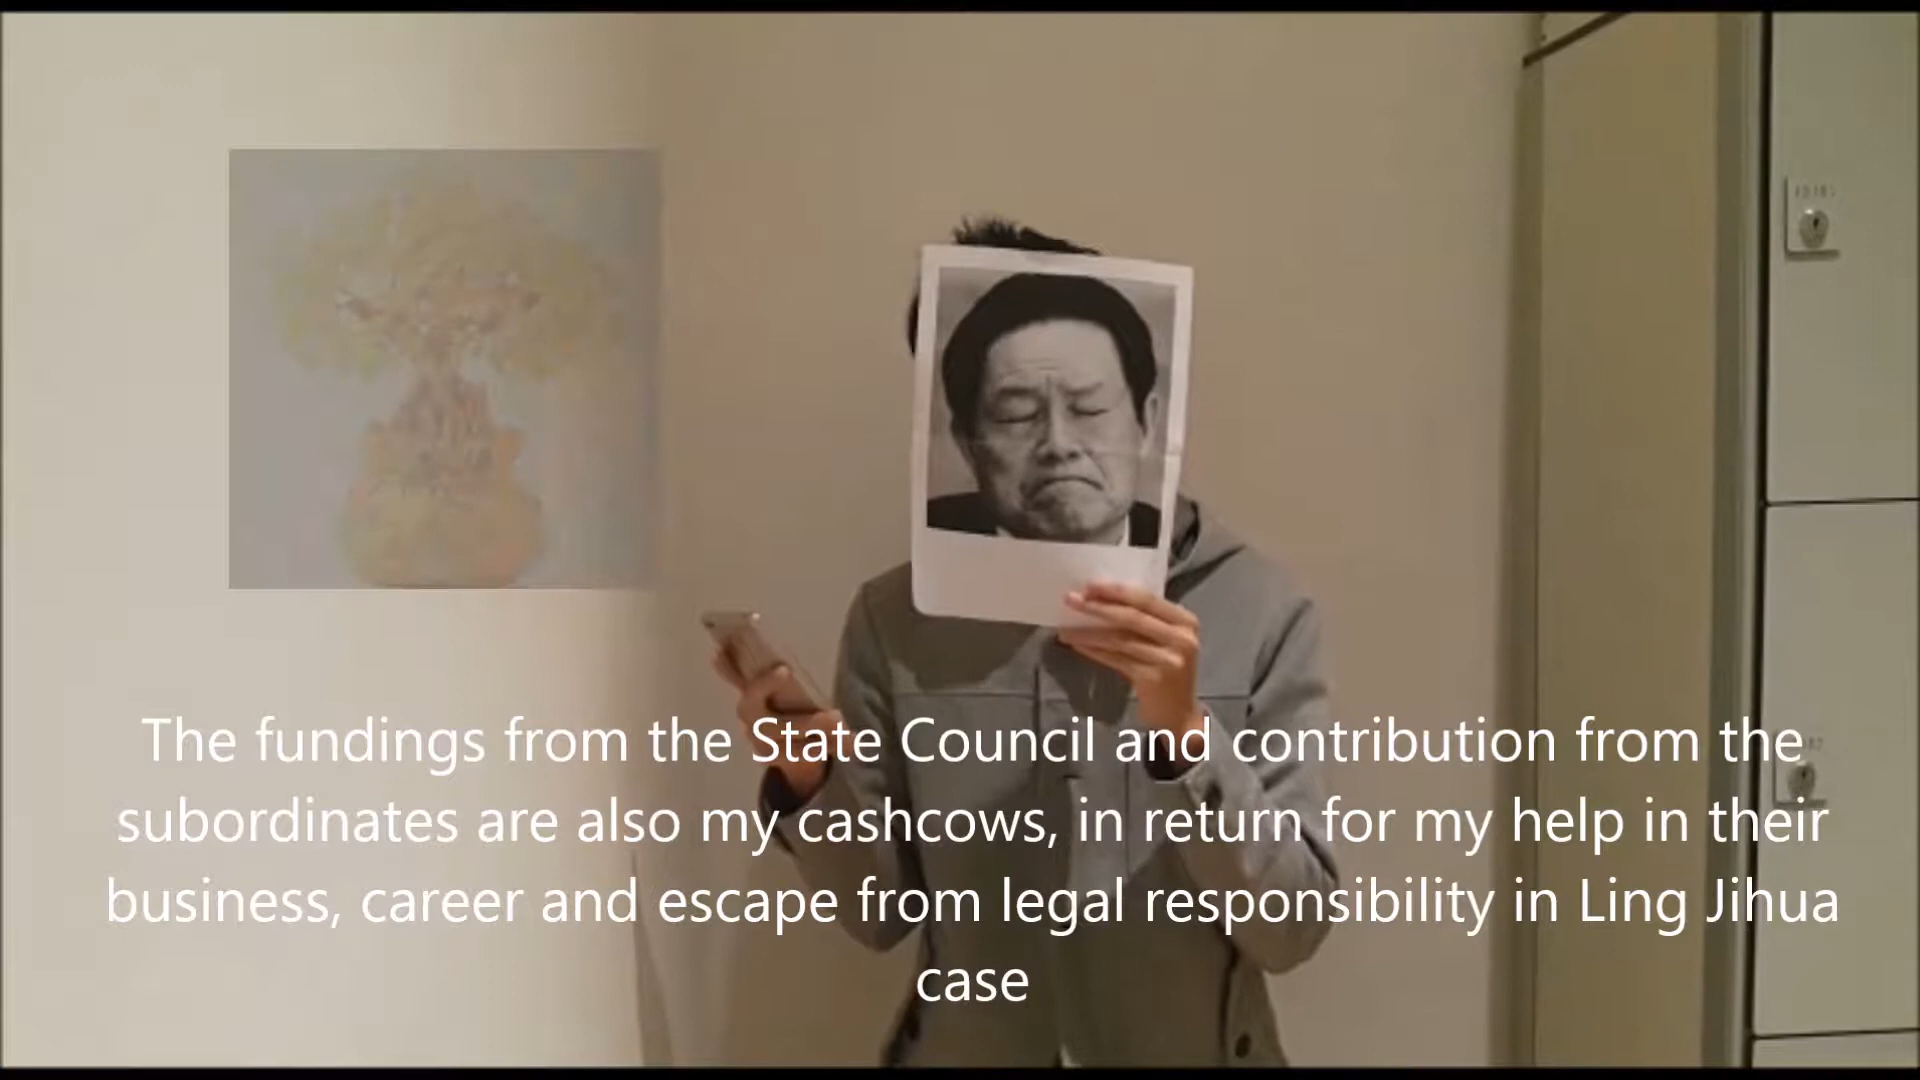 The fundings from the State Council and contribution from the
subordinates are also my cashcows, in return for my help in their
business, career and escape from legal responsibility in Ling Jihua
case